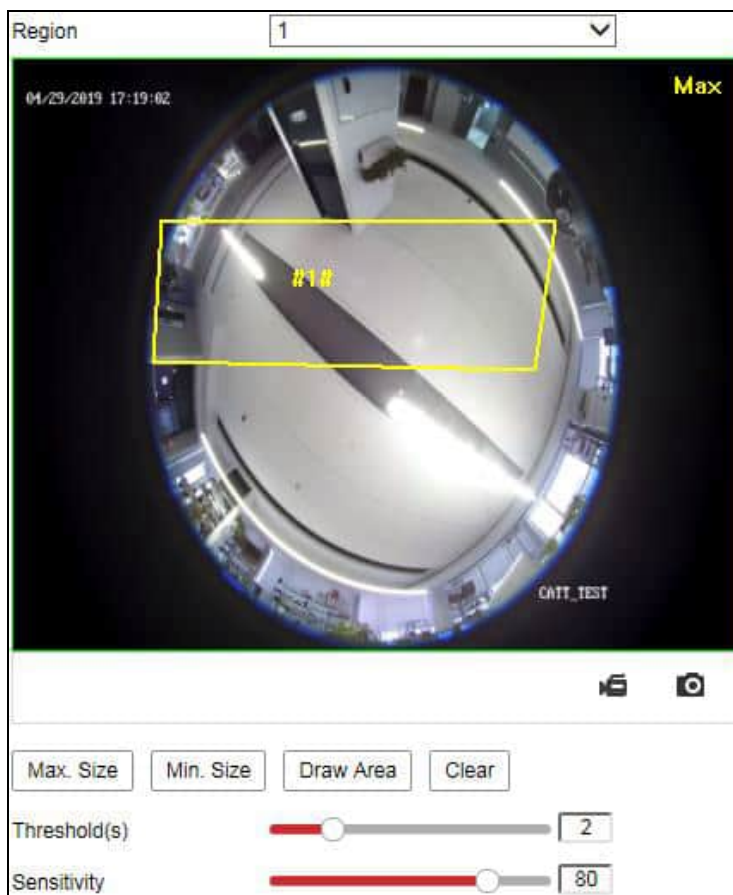 Region 1
Max
04/29/2019 17:19:02
#1#
CATT_TEST
Max. Size Min. Size Draw Area Clear
Threshold(s) 2
Sensitivity 80